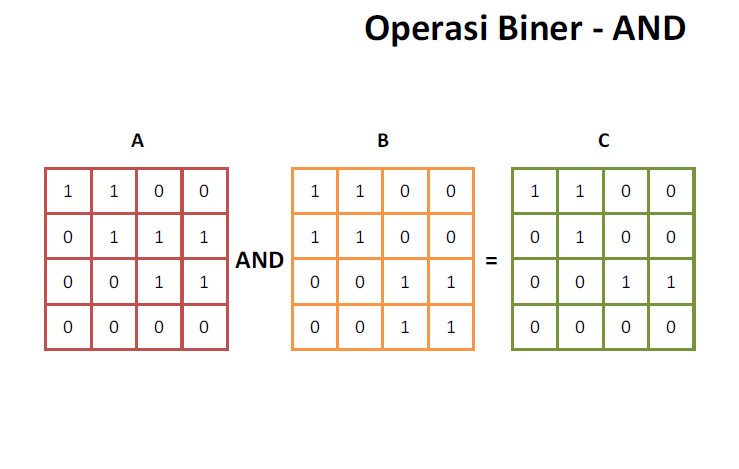 Operasi Biner - AND
A B C
1 1 0 0 1 1 0 0 1 1 0 0
0 1 1 1 1 1 0 0 0 1 0 0
AND =
0 0 1 1 0 0 1 1 0 0 1 1
0 0 0 0 0 0 1 1 0 0 0 0